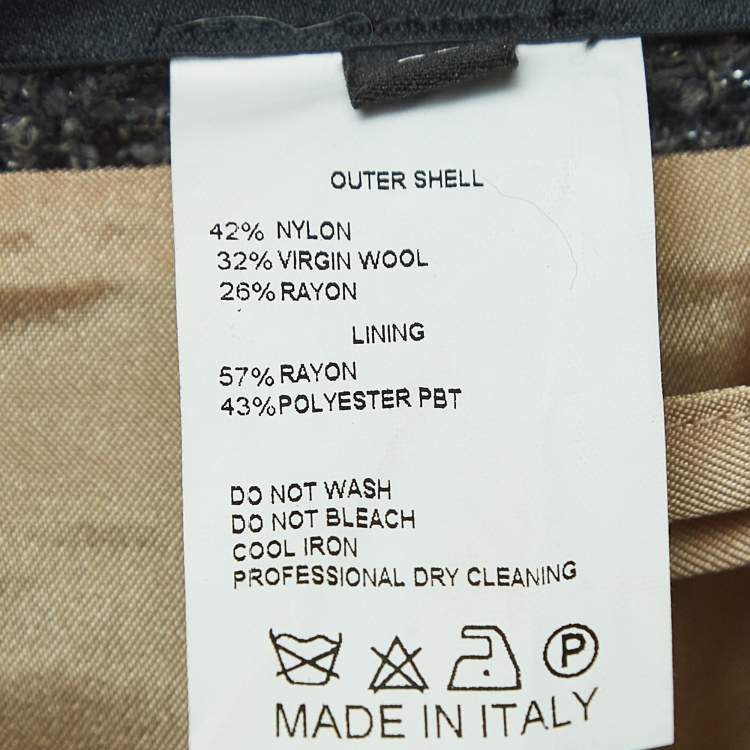 OUTER SHELL
42% NYLON
32% VIRGIN WOOL
26% RAYON
LINING
57% RAYON
43% POLYESTER PBT
DO NOT WASH
DO NOT BLEACH
COOL IRON
PROFESSIONAL DRY CLEANING
P
MADE IN ITALY